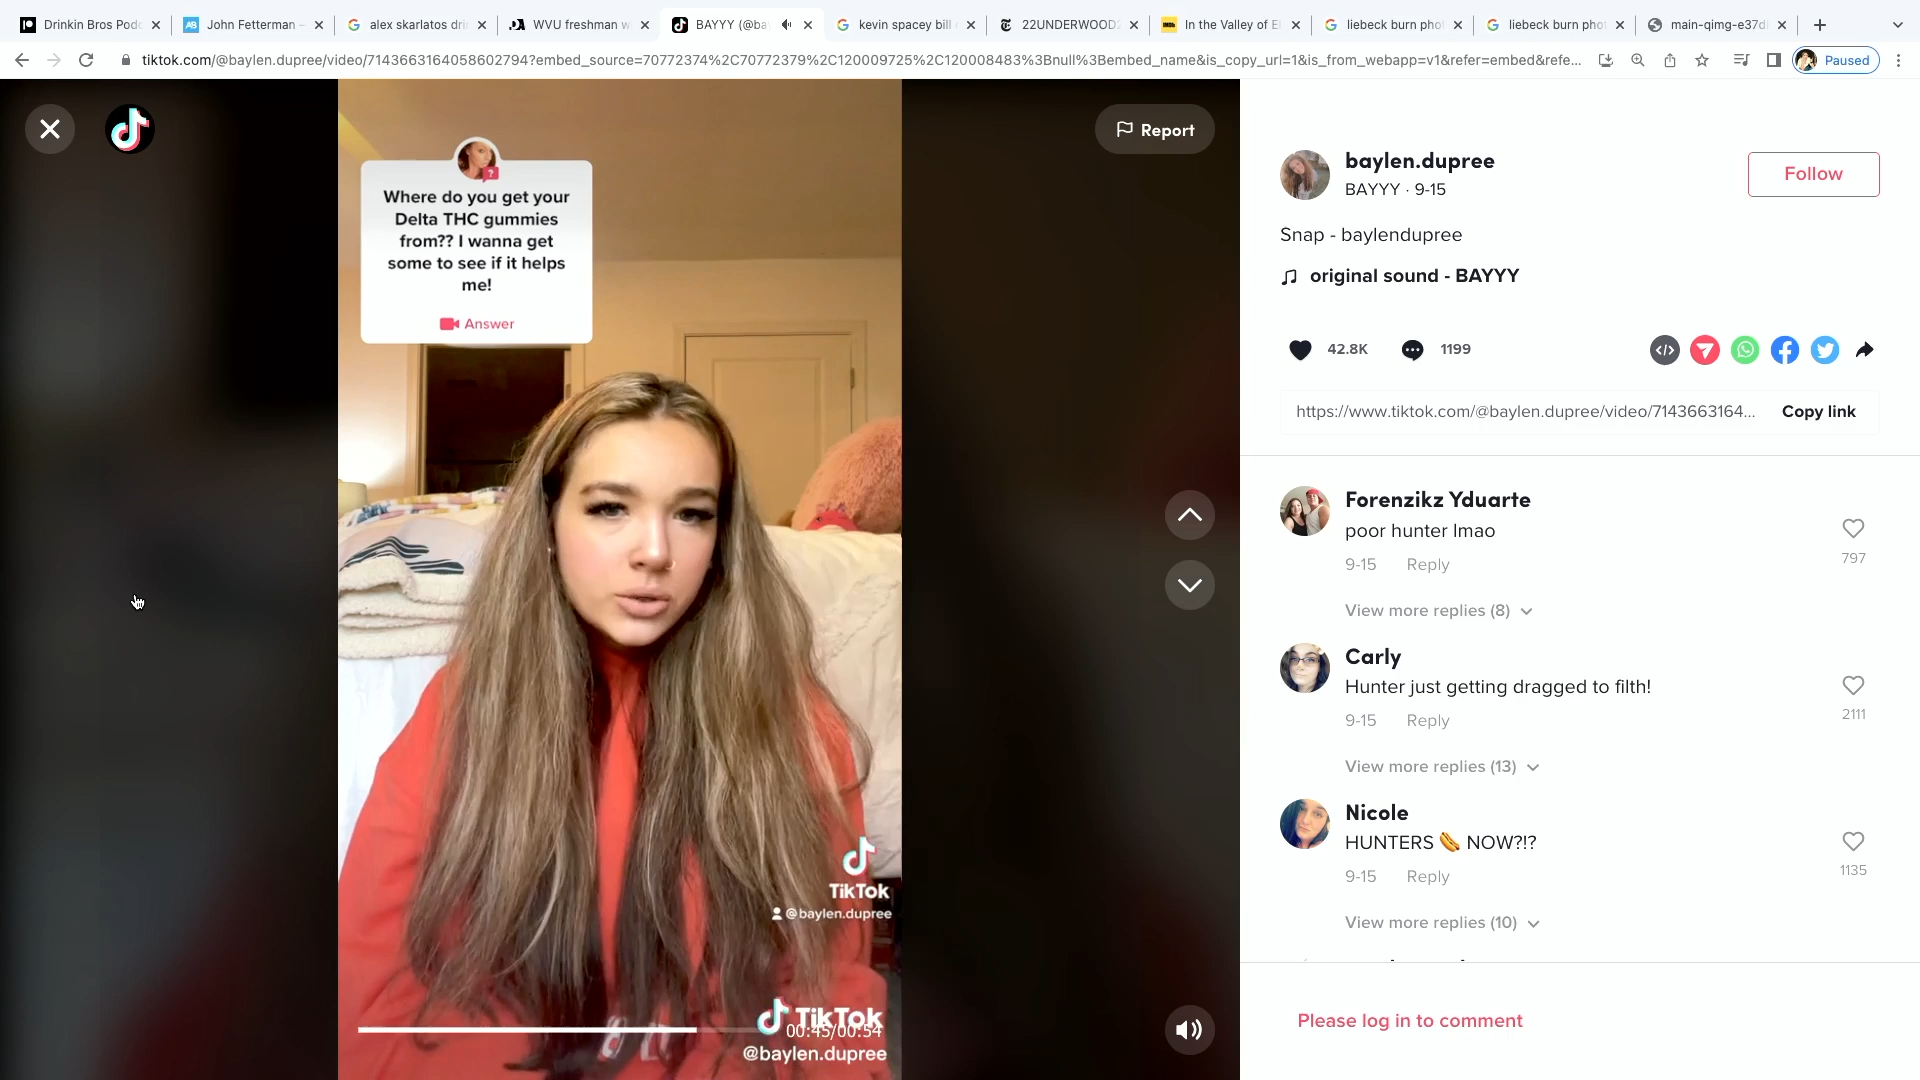 Drinkin Bros Pod
John Fetterman -
alex skarlatos dri
WVU freshman w
BAYYY (@ba
kevin spacey bill
22UNDERWOOD
In the Valley of E
liebeck burn pho
liebeck burn pho
main-qimg-e37d
tiktok.com/@baylen.dupree/video/7143663164058602794?embed_source=70772374%2C70772379%2C120009725%2C120008483%3Bnull%3Bembed_name&is_copy_url=1&is_from_webapp=v1&refer=embed&refe...
Paused
Report
Where do you get your
Delta THC gummies
from?? I wanna get
some to see if it helps
me!
Answer
TikTok
@baylen.dupree
TikTok
00:45/00:54
@baylen.dupree
baylen.dupree
BAYYY · 9-15
Follow
Snap - baylendupree
original sound - BAYYY
42.8K
1199
https://www.tiktok.com/@baylen.dupree/video/7143663164...
Copy link
Forenzikz Yduarte
poor hunter lmao
797
9-15 Reply
View more replies (8)
Carly
Hunter just getting dragged to filth!
2111
9-15 Reply
View more replies (13)
Nicole
HUNTERS 🌭 NOW?!?
1135
9-15 Reply
View more replies (10)
Please log in to comment